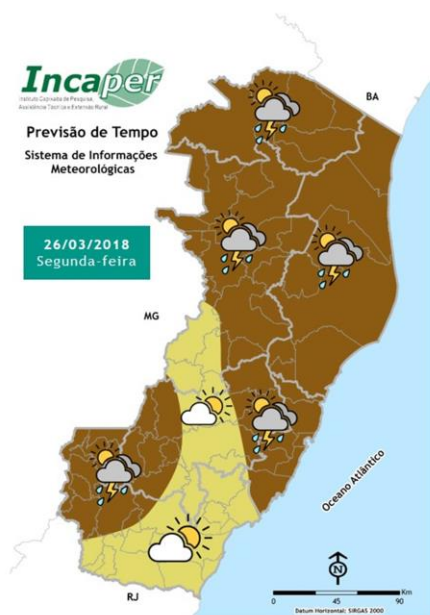 Incaper
Instituto Capixaba de Pesquisa,
Assistência Técnica e Extensão Rural
Previsão de Tempo
Sistema de Informações
Meteorológicas
26/03/2018
Segunda-feira
BA
MG
RJ
Oceano Atlântico
N
Km
0 45 90
Datum Horizontal: SIRGAS 2000